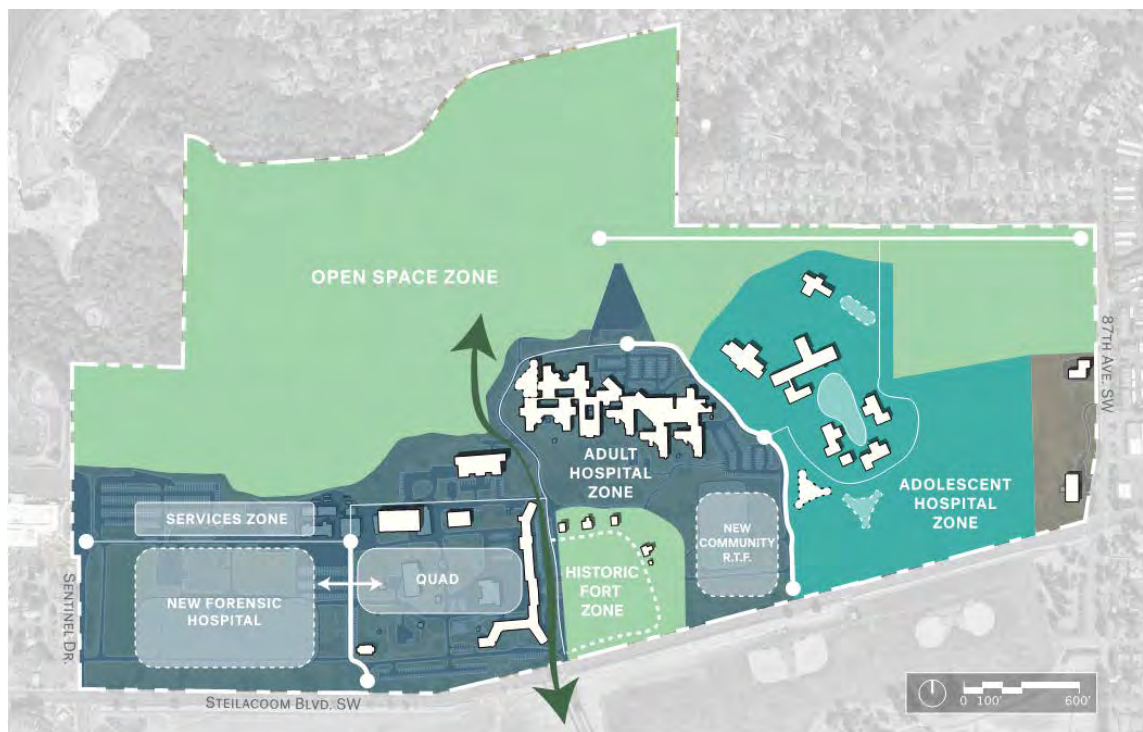 OPEN SPACE ZONE
87TH AVE. SW
ADULT
HOSPITAL
ZONE
ADOLESCENT
HOSPITAL
ZONE
SERVICES ZONE
NEW
COMMUNITY
R.T.F.
QUAD
HISTORIC
FORT
ZONE
NEW FORENSIC
HOSPITAL
SENTINEL DR.
STEILACOOM BLVD. SW
0 100' 600'